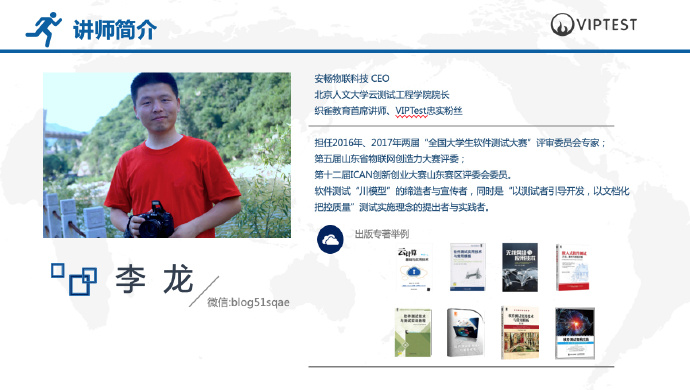 讲师简介
VIPTEST
安畅物联科技 CEO
北京人文大学云测试工程学院院长
织雀教育首席讲师、VIPTest忠实粉丝
担任2016年、2017年两届“全国大学生软件测试大赛”评审委员会专家；
第五届山东省物联网创造力大赛评委；
第十二届ICAN创新创业大赛山东赛区评委会委员。
软件测试“川模型”的缔造者与宣传者，同时是“以测试者引导开发，以文档化
把控质量”测试实施理念的提出者与实践者。
出版专著举例
李 龙
微信:blog51sqae
云计算